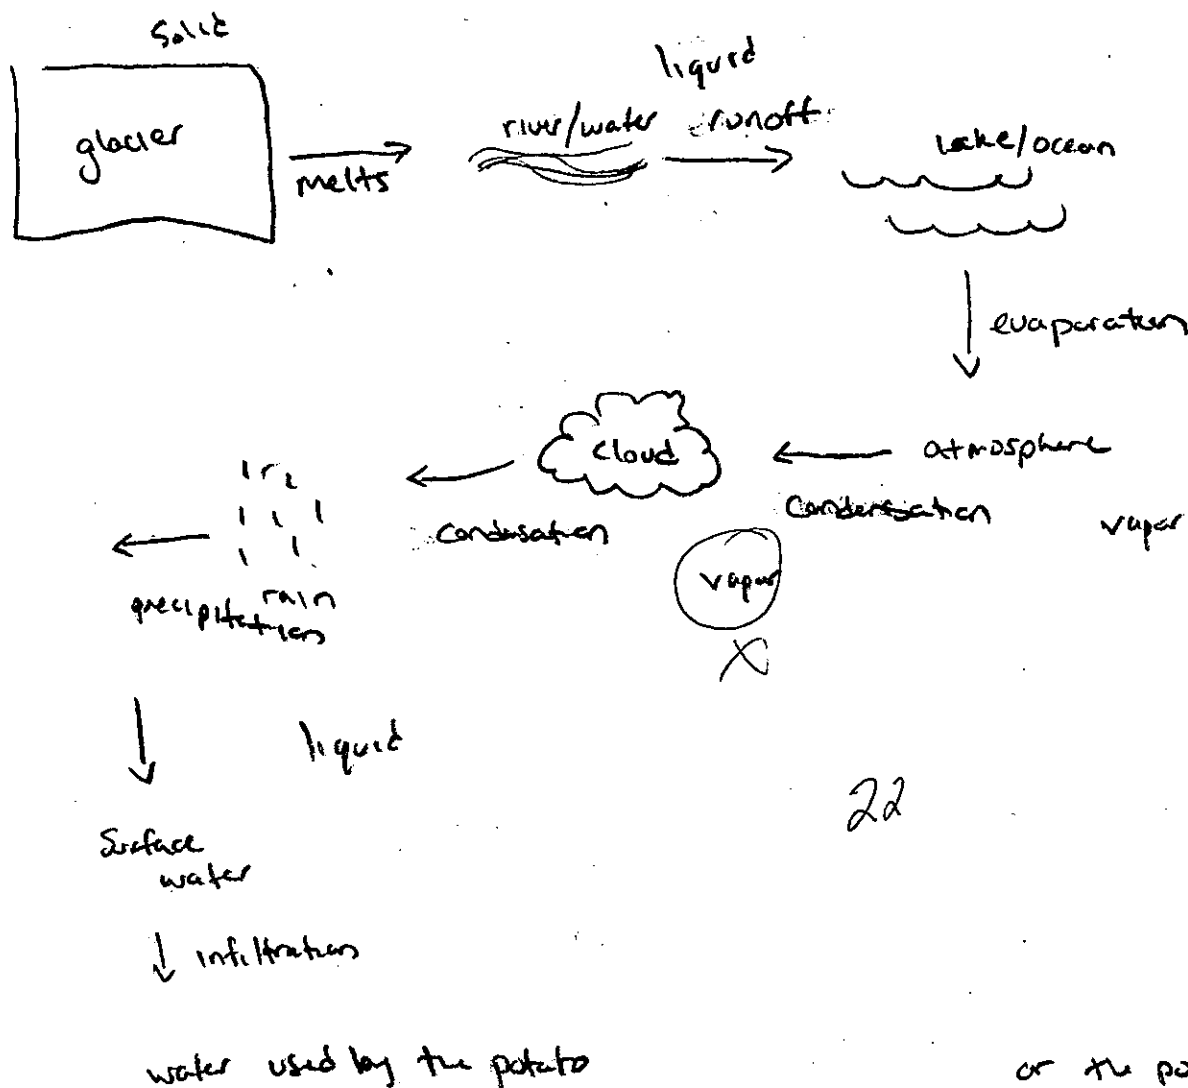 Solid
glacier
melts
river/water
liquid
runoff
lake/ocean
evaporation
atmosphere
vapor
Condensation
cloud
vapor
X
Condensation
rain
precipitation
liquid
22
Surface
water
infiltration
water used by the potato
or the po